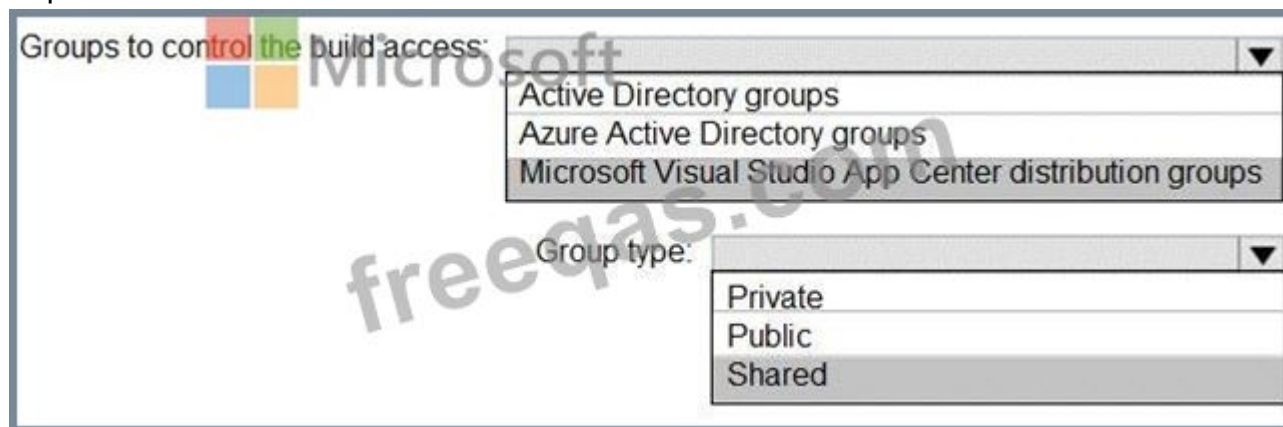 Groups to control the build access:
Microsoft
Active Directory groups
Azure Active Directory groups
Microsoft Visual Studio App Center distribution groups
freeqas.com
Group type:
Private
Public
Shared